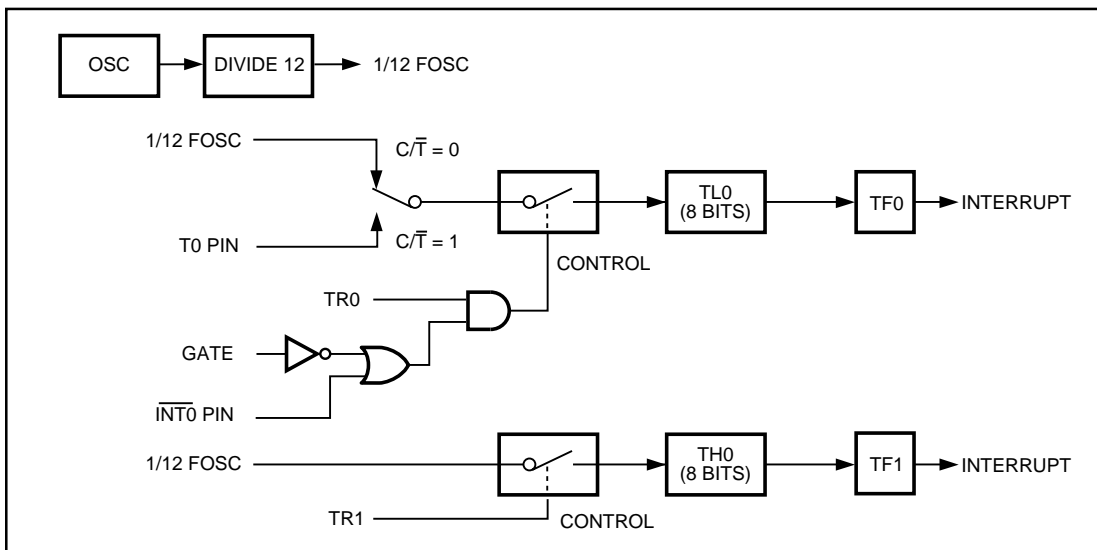 OSC
DIVIDE 12
1/12 FOSC
1/12 FOSC
C/T̅ = 0
T0 PIN
C/T̅ = 1
TL0
(8 BITS)
TF0
INTERRUPT
CONTROL
TR0
GATE
I̅N̅T̅0̅ PIN
1/12 FOSC
TH0
(8 BITS)
TF1
INTERRUPT
TR1
CONTROL